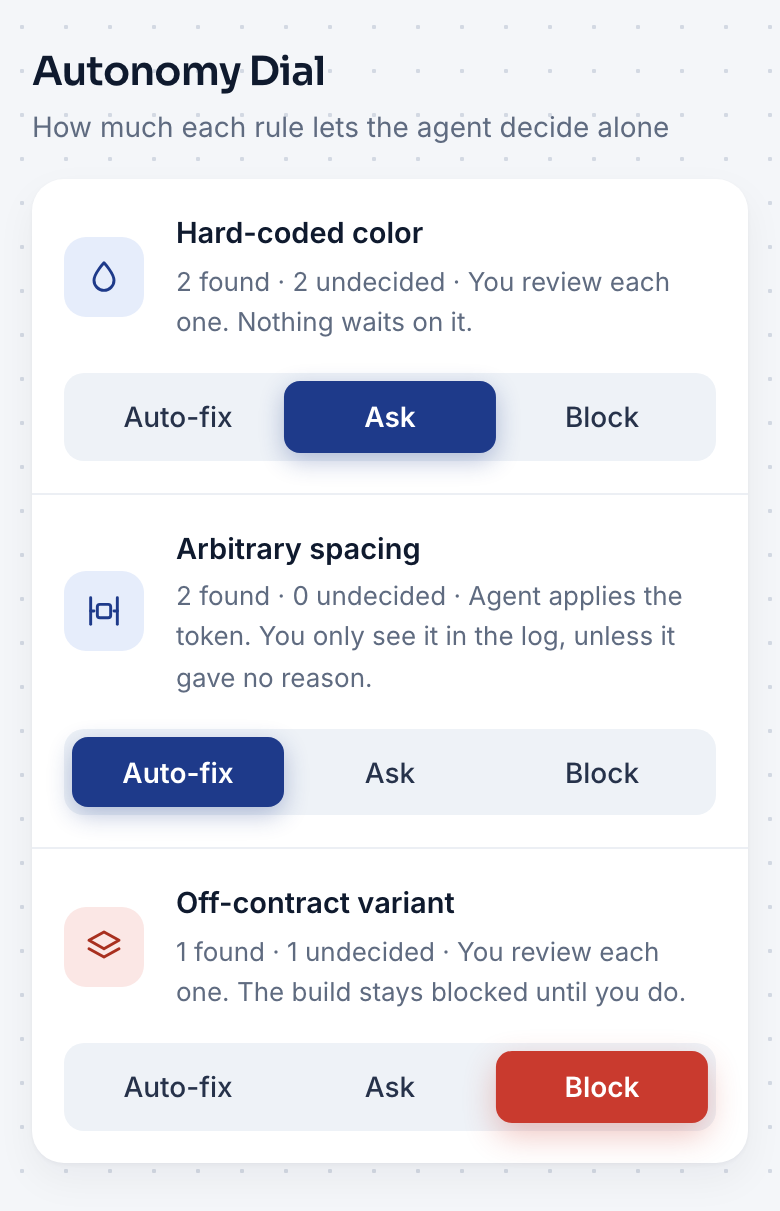 Autonomy Dial
How much each rule lets the agent decide alone
Hard-coded color
2 found · 2 undecided · You review each
one. Nothing waits on it.
Auto-fix Ask Block
Arbitrary spacing
2 found · 0 undecided · Agent applies the
token. You only see it in the log, unless it
gave no reason.
Auto-fix Ask Block
Off-contract variant
1 found · 1 undecided · You review each
one. The build stays blocked until you do.
Auto-fix Ask Block